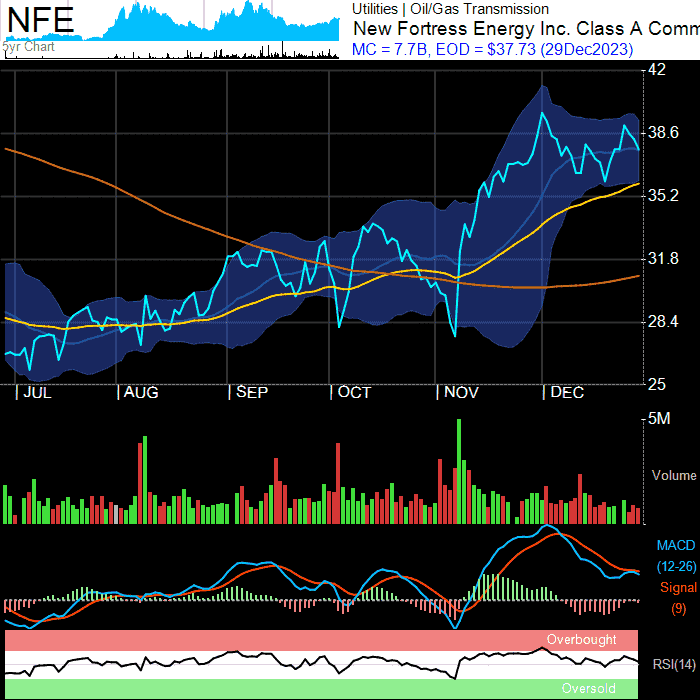 NFE
5yr Chart
Utilities | Oil/Gas Transmission
New Fortress Energy Inc. Class A Comm
MC = 7.7B, EOD = $37.73 (29Dec2023)
42
38.6
35.2
31.8
28.4
25
| JUL | AUG | SEP | OCT | NOV | DEC
5M
Volume
MACD
(12-26)
Signal
(9)
Overbought
RSI(14)
Oversold